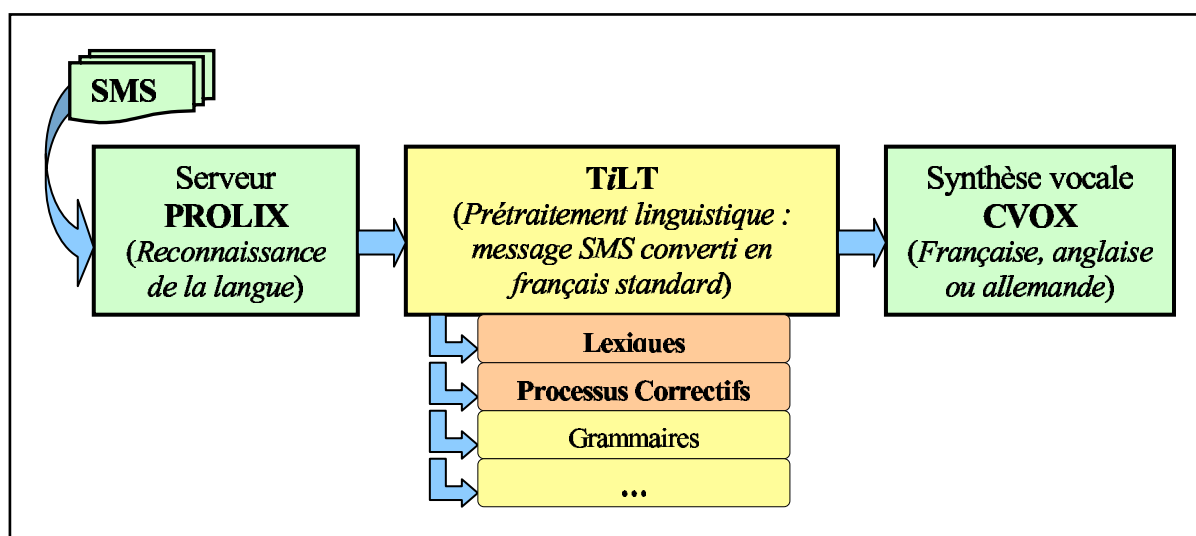 SMS
Serveur
PROLIX
(Reconnaissance
de la langue)
TiLT
(Prétraitement linguistique :
message SMS converti en
français standard)
Synthèse vocale
CVOX
(Française, anglaise
ou allemande)
Lexiques
Processus Correctifs
Grammaires
...